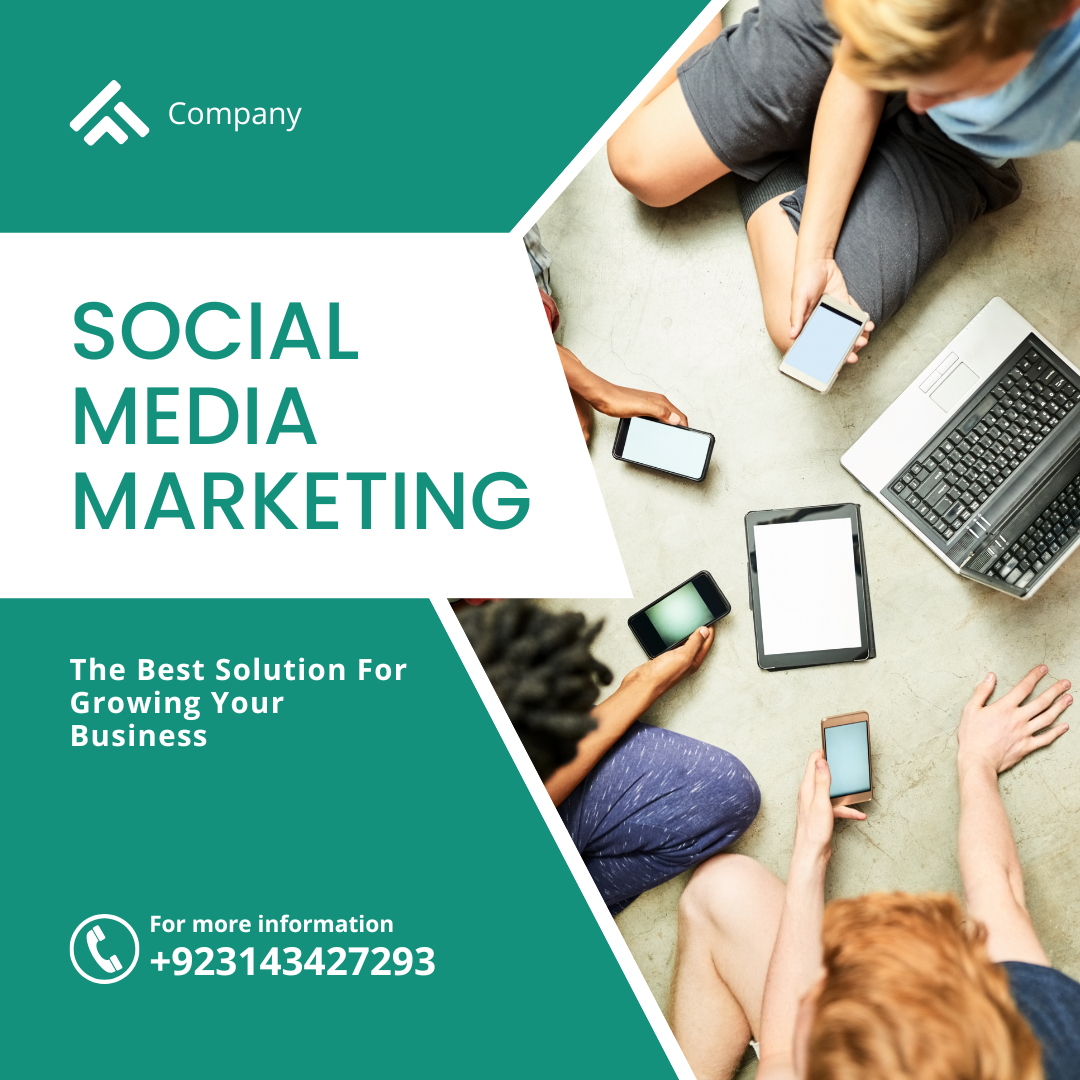 Company
SOCIAL
MEDIA
MARKETING
The Best Solution For
Growing Your
Business
For more information
+923143427293